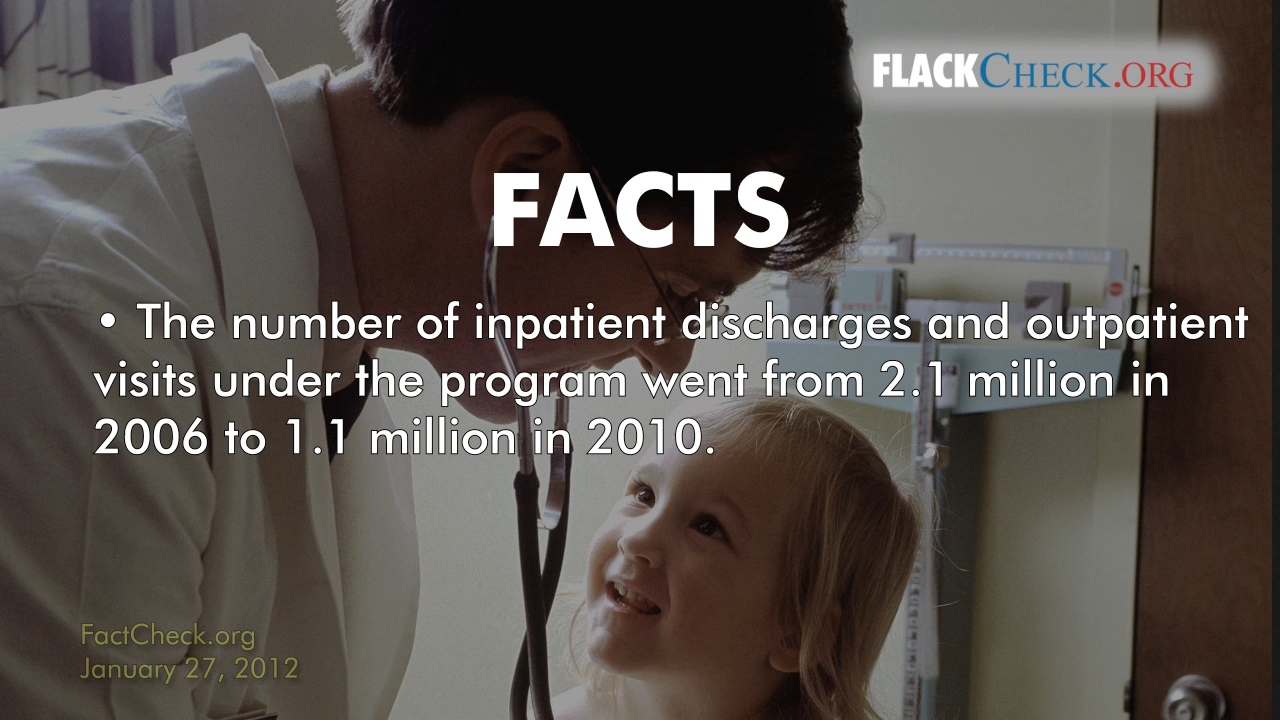 FLACKCHECK.ORG
FACTS
• The number of inpatient discharges and outpatient
visits under the program went from 2.1 million in
2006 to 1.1 million in 2010.
FactCheck.org
January 27, 2012